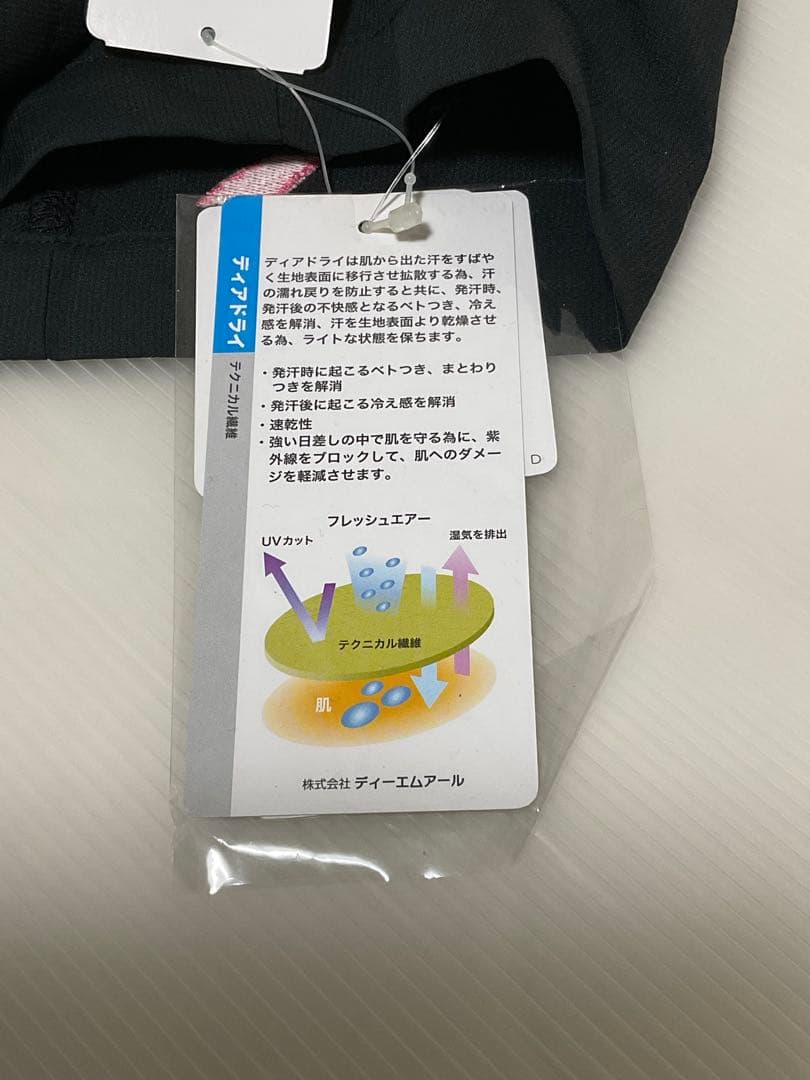 ディアドライ
テクニカル繊維
ディアドライは肌から出た汗をすばや
く生地表面に移行させ拡散する為、汗
の濡れ戻りを防止すると共に、発汗時、
発汗後の不快感となるベトつき、冷え
感を解消、汗を生地表面より乾燥させ
る為、ライトな状態を保ちます。
・発汗時に起こるベトつき、まとわり
つきを解消
・発汗後に起こる冷え感を解消
・速乾性
・強い日差しの中で肌を守る為に、紫
外線をブロックして、肌へのダメー
ジを軽減させます。
D
フレッシュエアー
UVカット
湿気を排出
テクニカル繊維
肌
株式会社 ディーエムアール